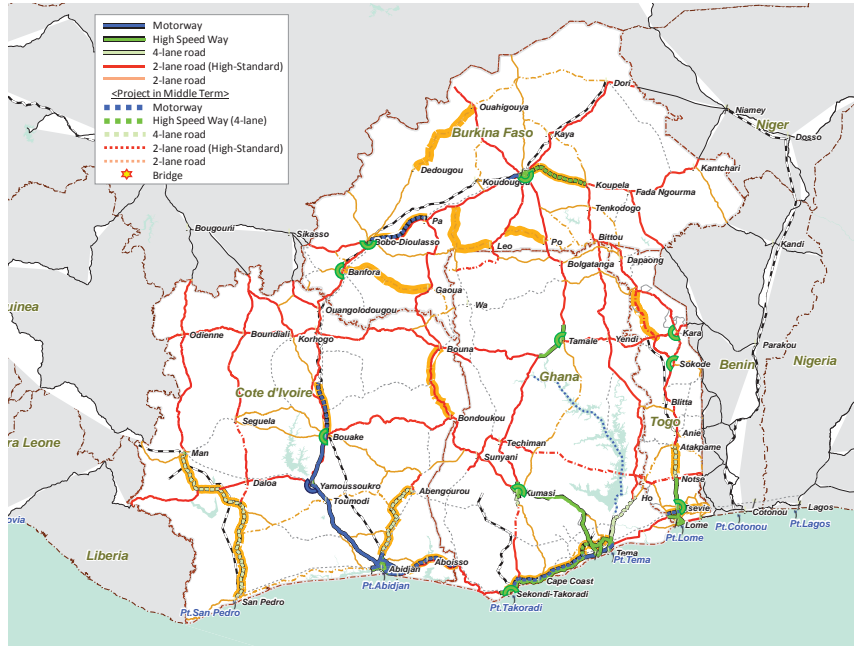 Motorway
High Speed Way
4-lane road
2-lane road (High-Standard)
2-lane road
<Project in Middle Term>
Motorway
High Speed Way (4-lane)
4-lane road
2-lane road (High-Standard)
2-lane road
Bridge
Dori
Ouahigouya
Niamey
Burkina Faso
Kaya
Niger
Dosso
Dedougou
Kantchari
Koudougou
Koupela
Fada Ngourma
Tenkodogo
Pa
Bougouri
Sikasso
Bobo-Dioulasso
Leo
Po
Bittou
Kandi
Dapaong
Bolgatanga
Banfora
Gaoua
uinea
Ouangolodougou
Wa
Odienne
Boundiali
Korhogo
Tamale
Yendi
Kara
Parakou
Bouna
Sokode
Benin
Nigeria
Ghana
Cote d'Ivoire
Blitta
Bondoukou
Togo
Seguela
Anie
Bouake
Techiman
Atakpame
ra Leone
Man
Sunyani
Notse
Daloa
Yamoussoukro
Abengourou
Kumasi
Ho
Toumodi
Tsevie
Cotonou
Lagos
ovia
Lome
Pt.Cotonou
Pt.Lagos
Pt.Lome
Liberia
Tema
Pt.Tema
Abidjan
Aboisso
Pt.Abidjan
Cape Coast
Sekondi-Takoradi
San Pedro
Pt.San Pedro
Pt.Takoradi